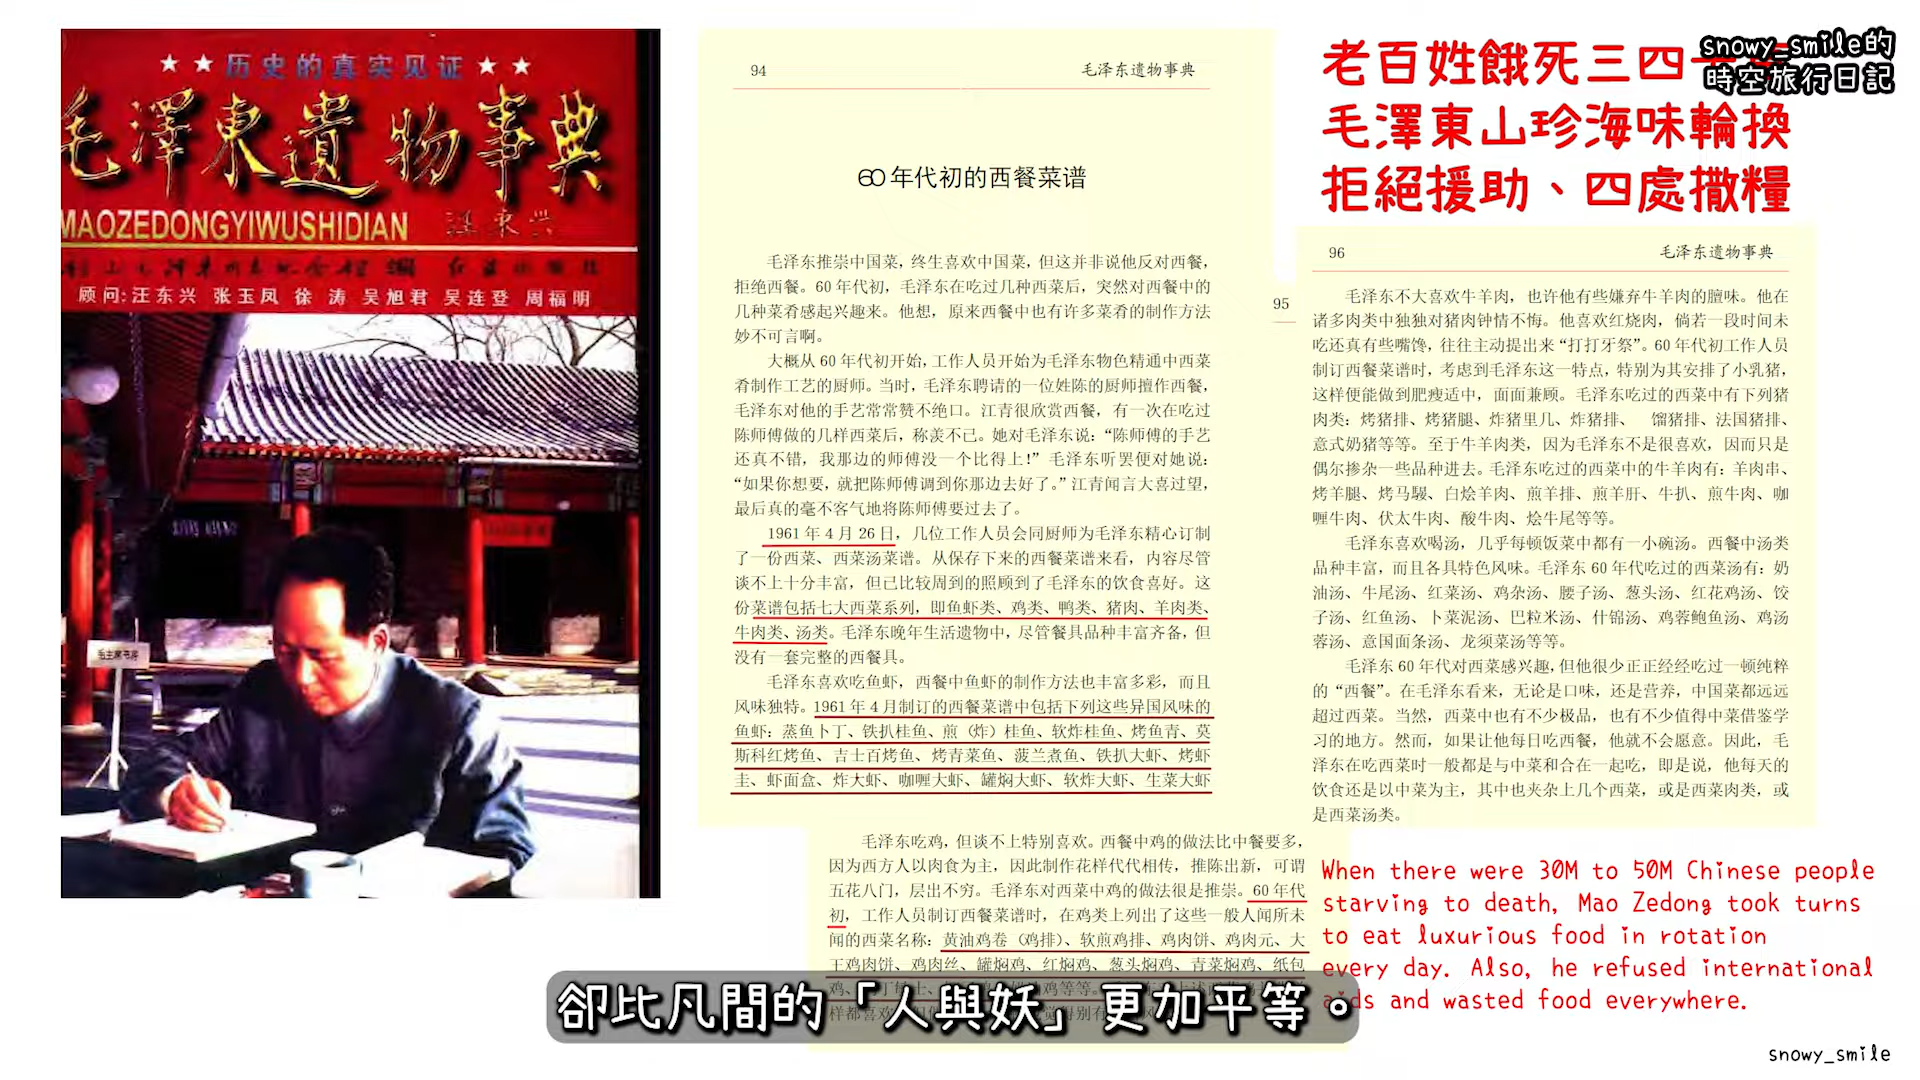 ★★历史的真实见证★★
毛澤東遺物事典
MAOZEDONGYIWUSHIDIAN
顾问:汪东兴 张玉凤 徐涛 吴旭君 吴连登 周福明
94 毛泽东遗物事典
60年代初的西餐菜谱
毛泽东推崇中国菜，终生喜欢中国菜，但这并非说他反对西餐，
拒绝西餐。60年代初，毛泽东在吃过几种西菜后，突然对西餐中的
几种菜肴感起兴趣来。他想，原来西餐中也有许多菜肴的制作方法
妙不可言啊。
大概从60年代初开始，工作人员开始为毛泽东物色精通中西菜
肴制作工艺的厨师。当时，毛泽东聘请的一位姓陈的厨师擅作西餐，
毛泽东对他的手艺常常赞不绝口。江青很欣赏西餐，有一次在吃过
陈师傅做的几样西菜后，称羡不已。她对毛泽东说：“陈师傅的手艺
还真不错，我那边的师傅没一个比得上！”毛泽东听罢便对她说：
“如果你想要，就把陈师傅调到你那边去好了。”江青闻言大喜过望，
最后真的毫不客气地将陈师傅要过去了。
1961年4月26日，几位工作人员会同厨师为毛泽东精心订制
了一份西菜、西菜汤菜谱。从保存下来的西餐菜谱来看，内容尽管
谈不上十分丰富，但己比较周到的照顾到了毛泽东的饮食喜好。这
份菜谱包括七大西菜系列，即鱼虾类、鸡类、鸭类、猪肉、羊肉类、
牛肉类、汤类。毛泽东晚年生活遗物中，尽管餐具品种丰富齐备，但
没有一套完整的西餐具。
毛泽东喜欢吃鱼虾，西餐中鱼虾的制作方法也丰富多彩，而且
风味独特。1961年4月制订的西餐菜谱中包括下列这些异国风味的
鱼虾：蒸鱼卜丁、铁扒桂鱼、煎（炸）桂鱼、软炸桂鱼、烤鱼青、莫
斯科红烤鱼、吉士百烤鱼、烤青菜鱼、菠兰煮鱼、铁扒大虾、烤虾
圭、虾面盒、炸大虾、咖喱大虾、罐焖大虾、软炸大虾、生菜大虾
95
毛泽东吃鸡，但谈不上特别喜欢。西餐中鸡的做法比中餐要多，
因为西方人以肉食为主，因此制作花样代代相传，推陈出新，可谓
五花八门，层出不穷。毛泽东对西菜中鸡的做法很是推崇。60年代
初，工作人员制订西餐菜谱时，在鸡类上列出了这些一般人闻所未
闻的西菜名称：黄油鸡卷（鸡排）、软煎鸡排、鸡肉饼、鸡肉元、大
王鸡肉饼、鸡肉丝、罐焖鸡、红焖鸡、葱头焖鸡、青菜焖鸡、纸包
老百姓餓死三四
毛澤東山珍海味輪換
拒絕援助、四處撒糧
snowy_smile的
時空旅行日記
96 毛泽东遗物事典
毛泽东不大喜欢牛羊肉，也许他有些嫌弃牛羊肉的膻味。他在
诸多肉类中独独对猪肉钟情不悔。他喜欢红烧肉，倘若一段时间未
吃还真有些嘴馋，往往主动提出来“打打牙祭”。60年代初工作人员
制订西餐菜谱时，考虑到毛泽东这一特点，特别为其安排了小乳猪，
这样便能做到肥瘦适中，面面兼顾。毛泽东吃过的西菜中有下列猪
肉类：烤猪排、烤猪腿、炸猪里几、炸猪排、 馏猪排、法国猪排、
意式奶猪等等。至于牛羊肉类，因为毛泽东不是很喜欢，因而只是
偶尔掺杂一些品种进去。毛泽东吃过的西菜中的牛羊肉有：羊肉串、
烤羊腿、烤马騣、白烩羊肉、煎羊排、煎羊肝、牛扒、煎牛肉、咖
喱牛肉、伏太牛肉、酸牛肉、烩牛尾等等。
毛泽东喜欢喝汤，几乎每顿饭菜中都有一小碗汤。西餐中汤类
品种丰富，而且各具特色风味。毛泽东60年代吃过的西菜汤有：奶
油汤、牛尾汤、红菜汤、鸡杂汤、腰子汤、葱头汤、红花鸡汤、饺
子汤、红鱼汤、卜菜泥汤、巴粒米汤、什锦汤、鸡蓉鲍鱼汤、鸡汤
蓉汤、意国面条汤、龙须菜汤等等。
毛泽东60年代对西菜感兴趣，但他很少正正经经吃过一顿纯粹
的“西餐”。在毛泽东看来，无论是口味，还是营养，中国菜都远远
超过西菜。当然，西菜中也有不少极品，也有不少值得中菜借鉴学
习的地方。然而，如果让他每日吃西餐，他就不会愿意。因此，毛
泽东在吃西菜时一般都是与中菜和合在一起吃，即是说，他每天的
饮食还是以中菜为主，其中也夹杂上几个西菜，或是西菜肉类，或
是西菜汤类。
When there were 30M to 50M Chinese people
starving to death, Mao Zedong took turns
to eat luxurious food in rotation
every day. Also, he refused international
aids and wasted food everywhere.
卻比凡間的「人與妖」更加平等。
snowy_smile